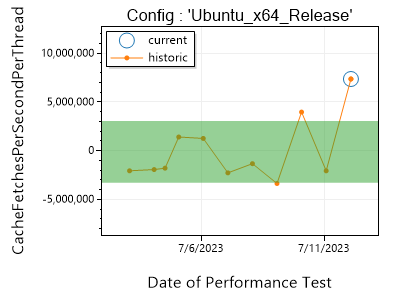 Config : 'Ubuntu_x64_Release'
current
historic
CacheFetchesPerSecondPerThread
10,000,000
5,000,000
0
-5,000,000
7/6/2023
7/11/2023
Date of Performance Test